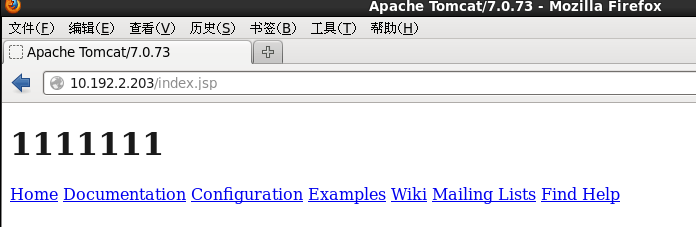 Apache Tomcat/7.0.73 - Mozilla Firefox
文件(F) 编辑(E) 查看(V) 历史(S) 书签(B) 工具(T) 帮助(H)
Apache Tomcat/7.0.73
10.192.2.203/index.jsp
1111111
Home Documentation Configuration Examples Wiki Mailing Lists Find Help